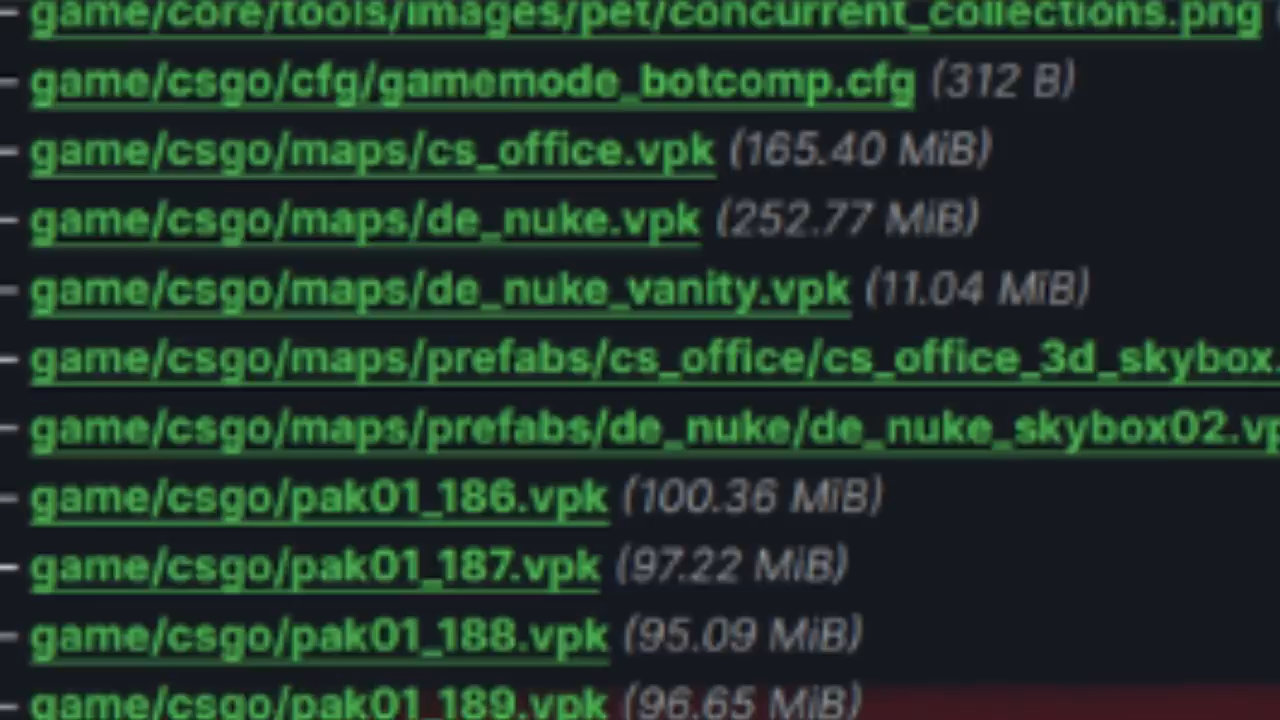 game/core/tools/images/pet/concurrent_collections.png
game/csgo/cfg/gamemode_botcomp.cfg (312 B)
game/csgo/maps/cs_office.vpk (165.40 MiB)
game/csgo/maps/de_nuke.vpk (252.77 MiB)
game/csgo/maps/de_nuke_vanity.vpk (11.04 MiB)
game/csgo/maps/prefabs/cs_office/cs_office_3d_skybox.
game/csgo/maps/prefabs/de_nuke/de_nuke_skybox02.vp
game/csgo/pak01_186.vpk (100.36 MiB)
game/csgo/pak01_187.vpk (97.22 MiB)
game/csgo/pak01_188.vpk (95.09 MiB)
game/csgo/pak01_189.vpk (96.65 MiB)